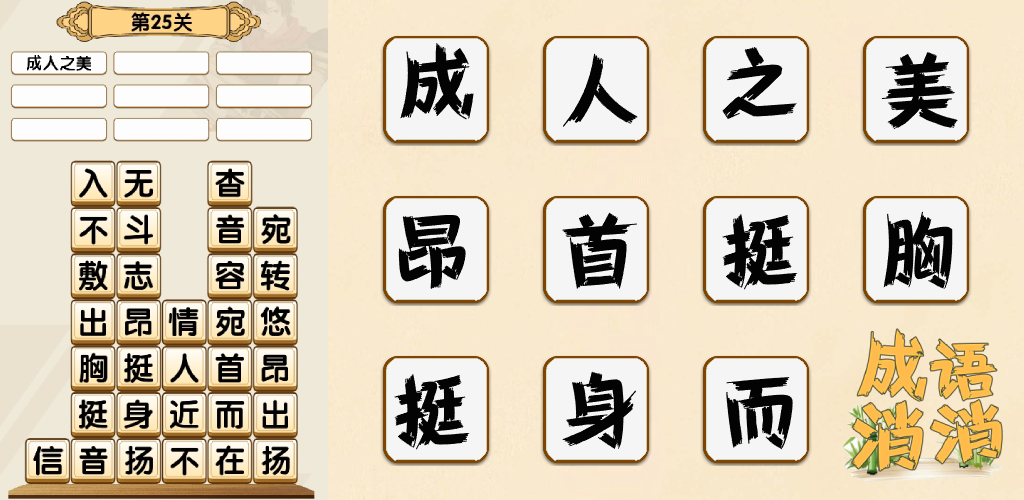 第25关
成人之美
入无杳
不斗音宛
敷志容转
出昂情宛悠
胸挺人首昂
挺身近而出
信音扬不在扬
成人之美
昂首挺胸
挺身而
成语
消消